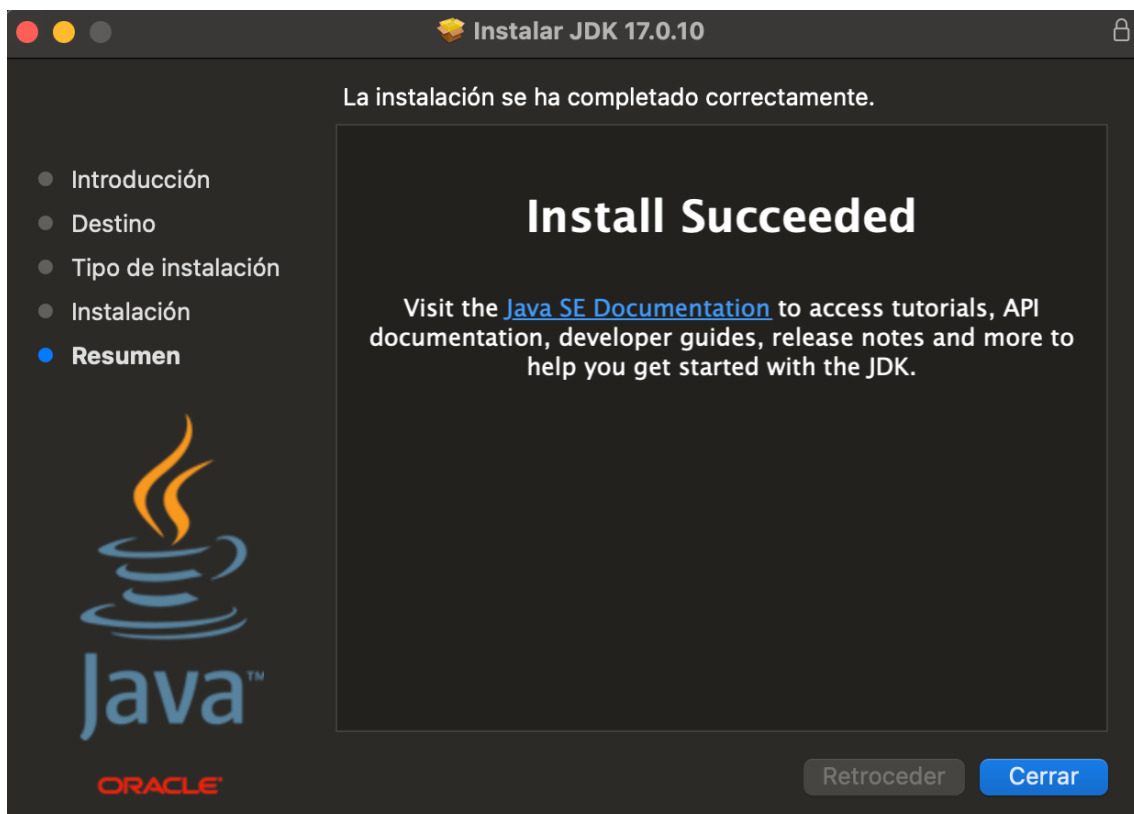 Instalar JDK 17.0.10
La instalación se ha completado correctamente.
Introducción
Destino
Tipo de instalación
Instalación
Resumen
Install Succeeded
Visit the Java SE Documentation to access tutorials, API
documentation, developer guides, release notes and more to
help you get started with the JDK.
Java™
ORACLE®
Retroceder
Cerrar